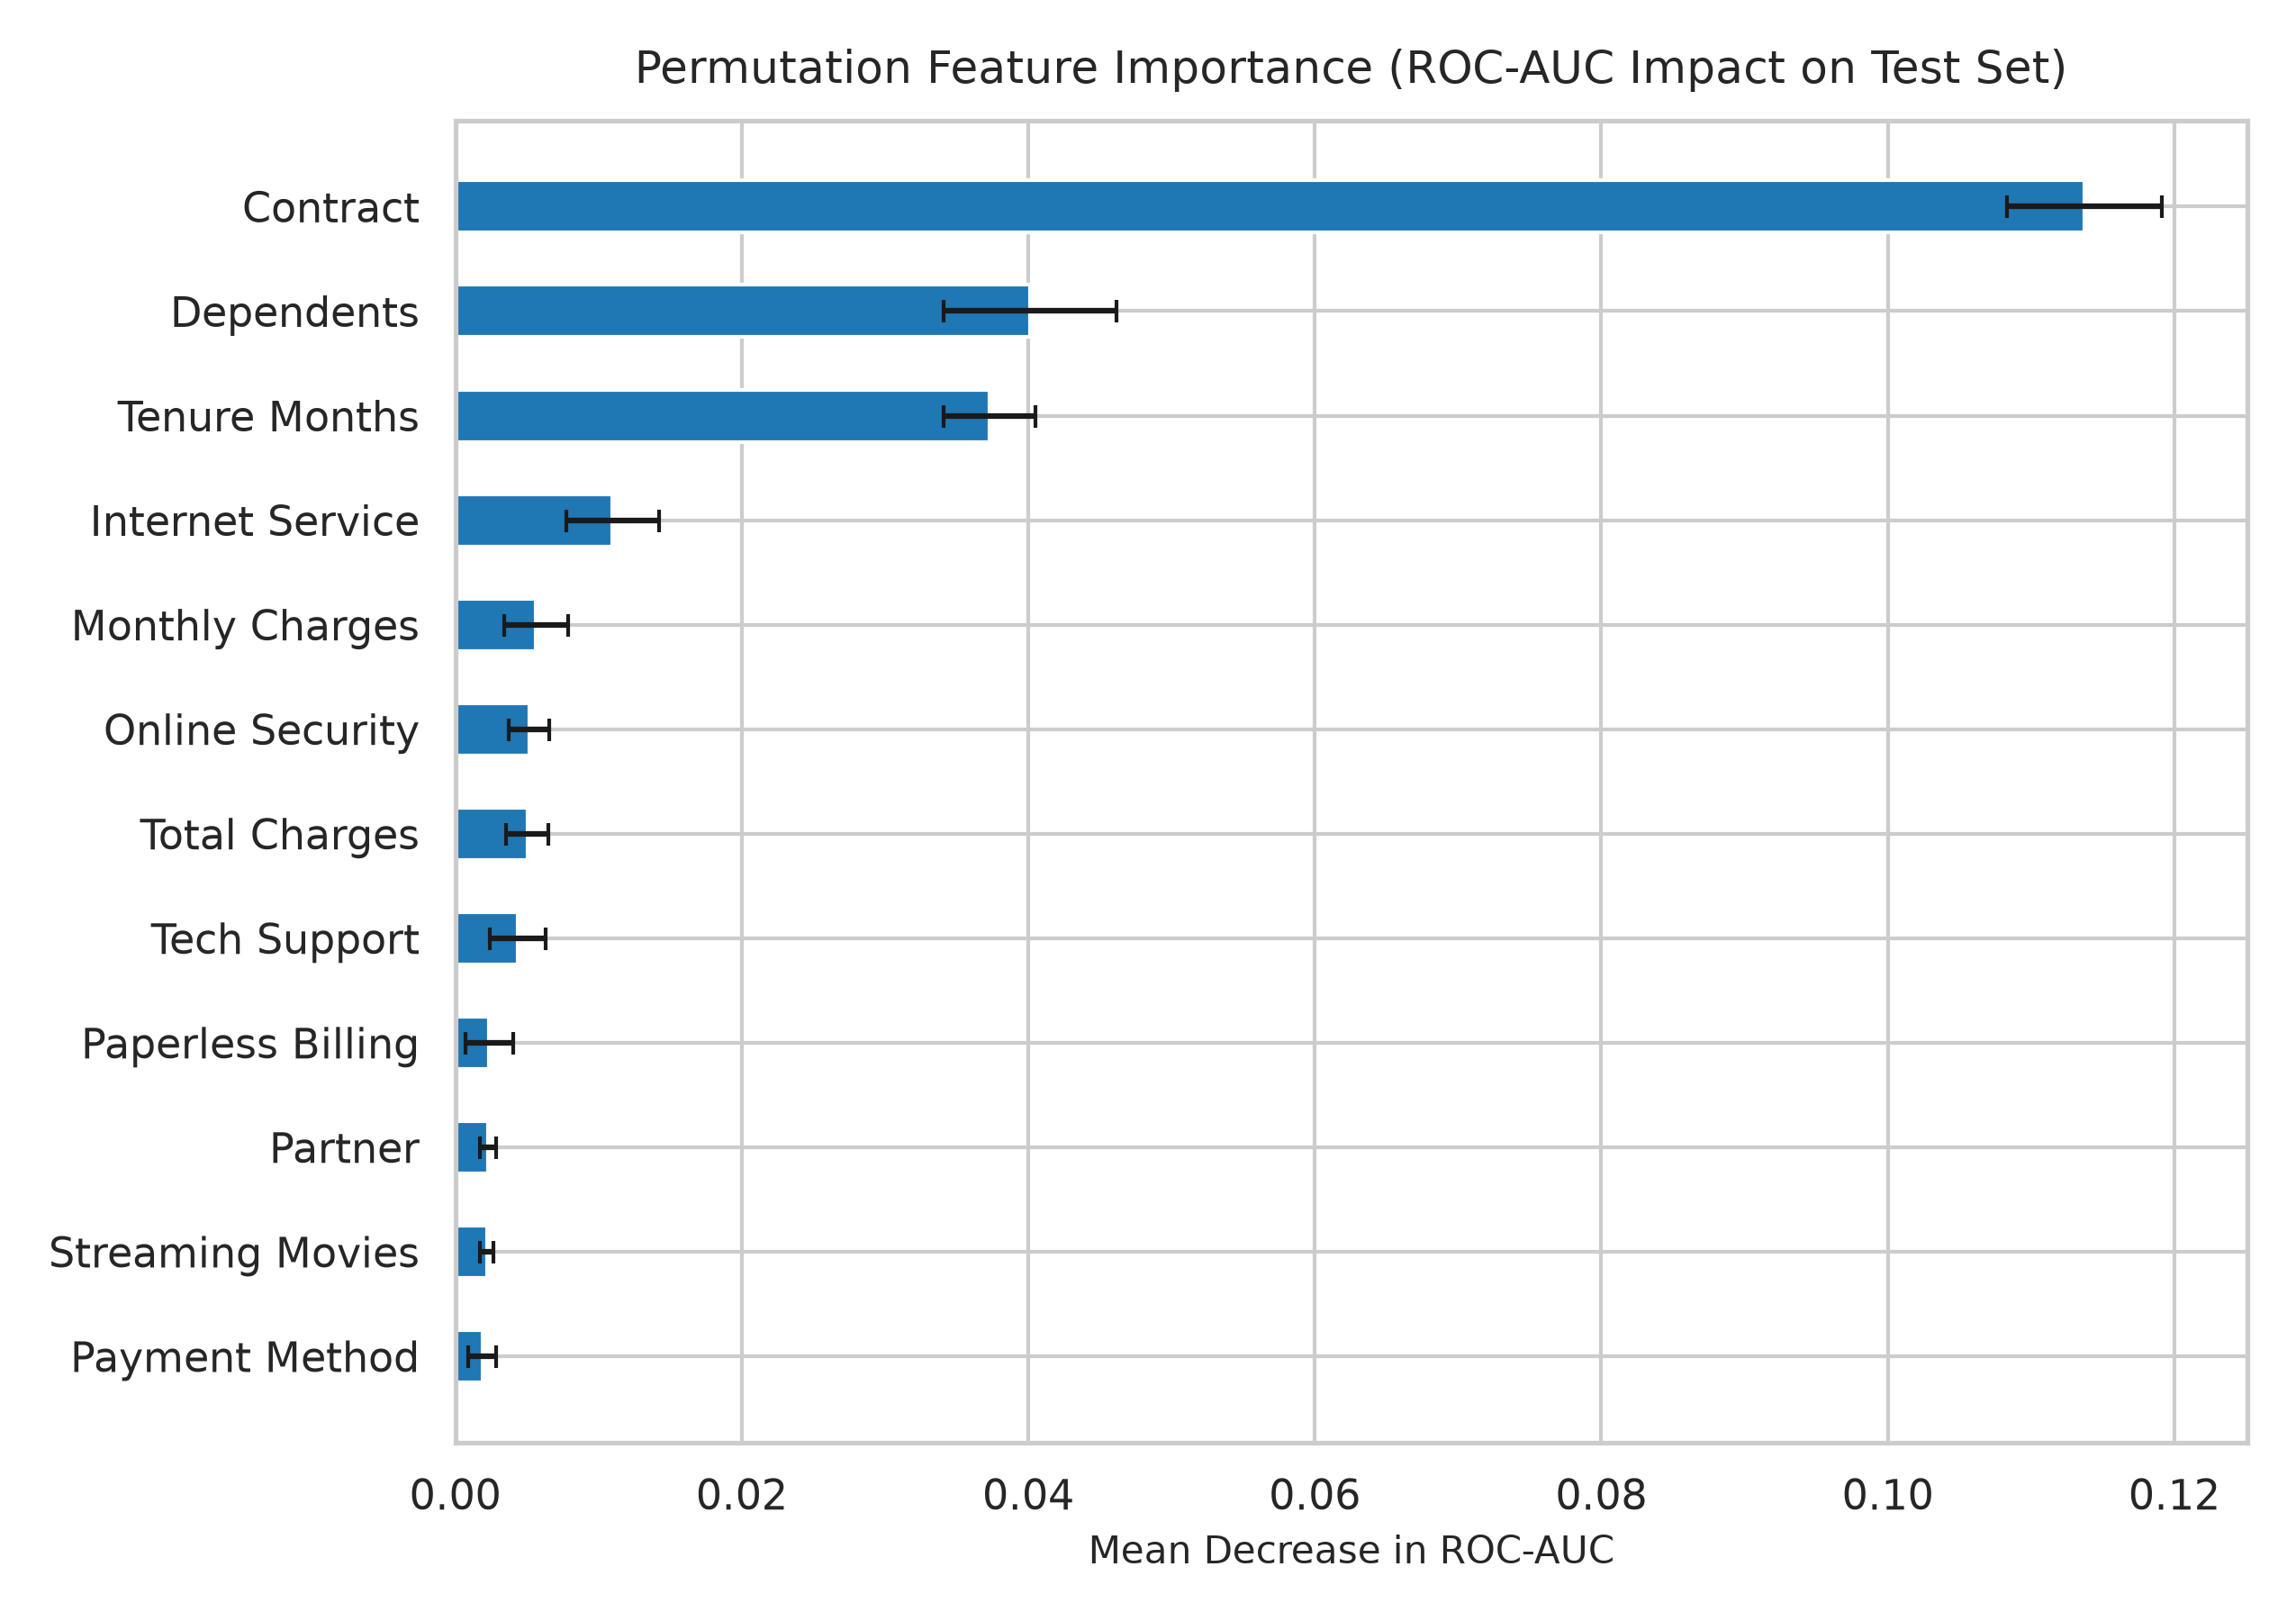 Permutation Feature Importance (ROC-AUC Impact on Test Set)
Contract
Dependents
Tenure Months
Internet Service
Monthly Charges
Online Security
Total Charges
Tech Support
Paperless Billing
Partner
Streaming Movies
Payment Method
0.00 0.02 0.04 0.06 0.08 0.10 0.12
Mean Decrease in ROC-AUC